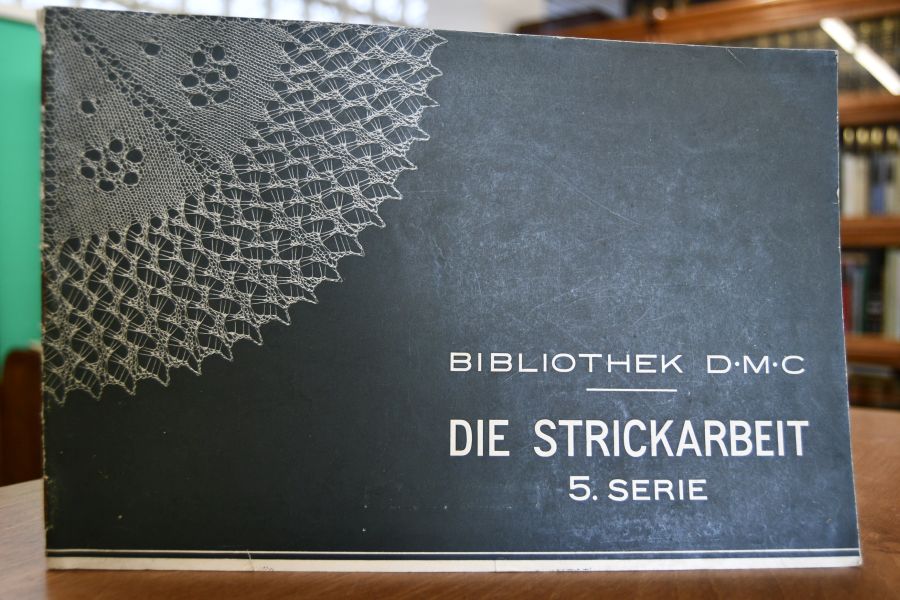 BIBLIOTHEK D·M·C
DIE STRICKARBEIT
5. SERIE